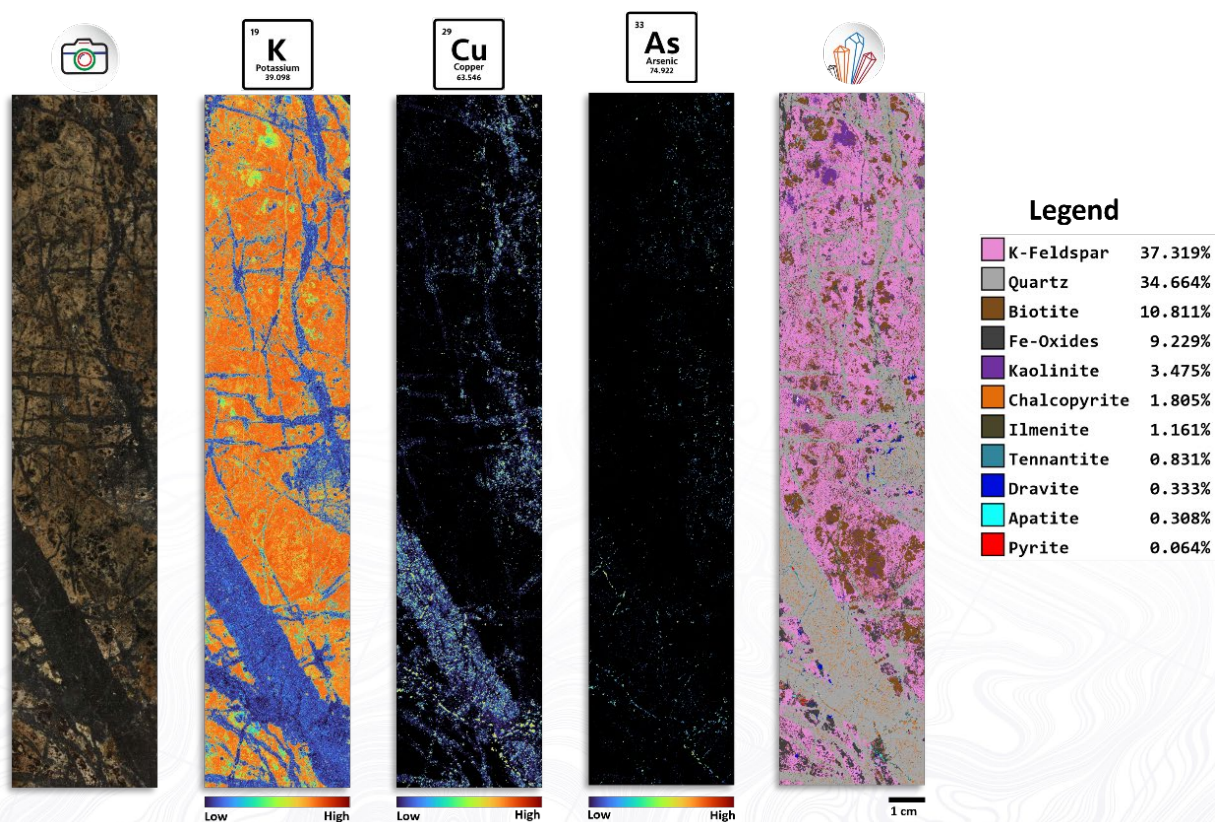 19
K
Potassium
39.098
29
Cu
Copper
63.546
33
As
Arsenic
74.922
Legend
K-Feldspar 37.319%
Quartz 34.664%
Biotite 10.811%
Fe-Oxides 9.229%
Kaolinite 3.475%
Chalcopyrite 1.805%
Ilmenite 1.161%
Tennantite 0.831%
Dravite 0.333%
Apatite 0.308%
Pyrite 0.064%
Low High
Low High
Low High
1 cm